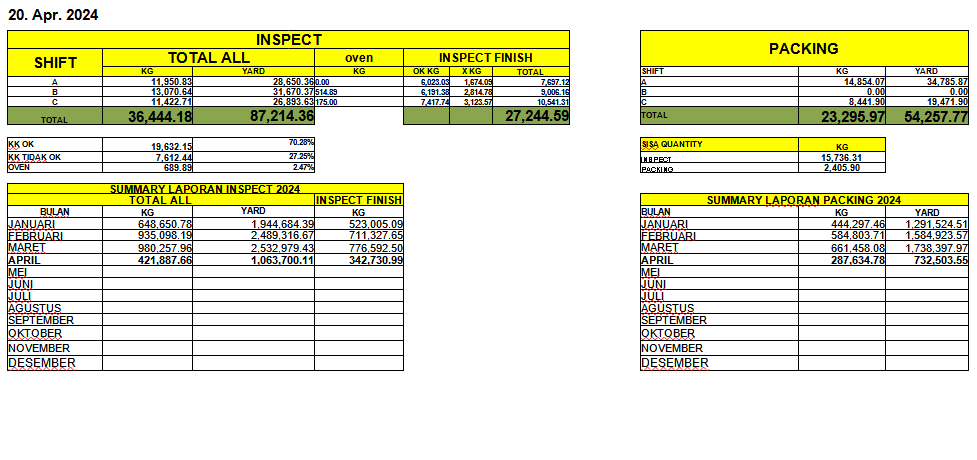 20. Apr. 2024
INSPECT
SHIFT TOTAL ALL oven INSPECT FINISH
KG YARD KG OK KG X KG TOTAL
A 11,950.83 28,650.36 0.00 6,023.03 1,674.09 7,697.12
B 13,070.64 31,670.37 514.89 6,191.38 2,814.78 9,006.16
C 11,422.71 26,893.63 175.00 7,417.74 3,123.57 10,541.31
TOTAL 36,444.18 87,214.36 27,244.59
PACKING
SHIFT KG YARD
A 14,854.07 34,785.87
B 0.00 0.00
C 8,441.90 19,471.90
TOTAL 23,295.97 54,257.77
KK OK 19,632.15 70.28%
KK TIDAK OK 7,612.44 27.25%
OVEN 689.89 2.47%
SISA QUANTITY KG
INSPECT 15,736.31
PACKING 2,405.90
SUMMARY LAPORAN INSPECT 2024
TOTAL ALL INSPECT FINISH
BULAN KG YARD KG
JANUARI 648,650.78 1,944,684.39 523,005.09
FEBRUARI 935,098.19 2,489,316.67 711,327.65
MARET 980,257.96 2,532,979.43 776,592.50
APRIL 421,887.66 1,063,700.11 342,730.99
MEI
JUNI
JULI
AGUSTUS
SEPTEMBER
OKTOBER
NOVEMBER
DESEMBER
SUMMARY LAPORAN PACKING 2024
BULAN KG YARD
JANUARI 444,297.46 1,291,524.51
FEBRUARI 584,803.71 1,584,923.57
MARET 661,458.08 1,738,397.97
APRIL 287,634.78 732,503.55
MEI
JUNI
JULI
AGUSTUS
SEPTEMBER
OKTOBER
NOVEMBER
DESEMBER